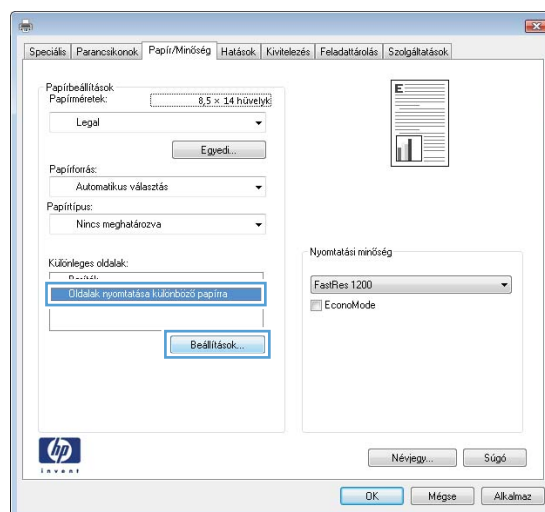 Speciális Parancsikonok Papír/Minőség Hatások Kivitelezés Feladattárolás Szolgáltatások
Papírbeállítások
Papírméretek: 8,5 × 14 hüvelyk
Legal
Egyedi...
Papírforrás:
Automatikus választás
Papírtípus:
Nincs meghatározva
Különleges oldalak:
Oldalak nyomtatása különböző papírra
Beállítások...
E
Nyomtatási minőség
FastRes 1200
EconoMode
hp
invent
Névjegy... Súgó
OK Mégse Alkalmaz